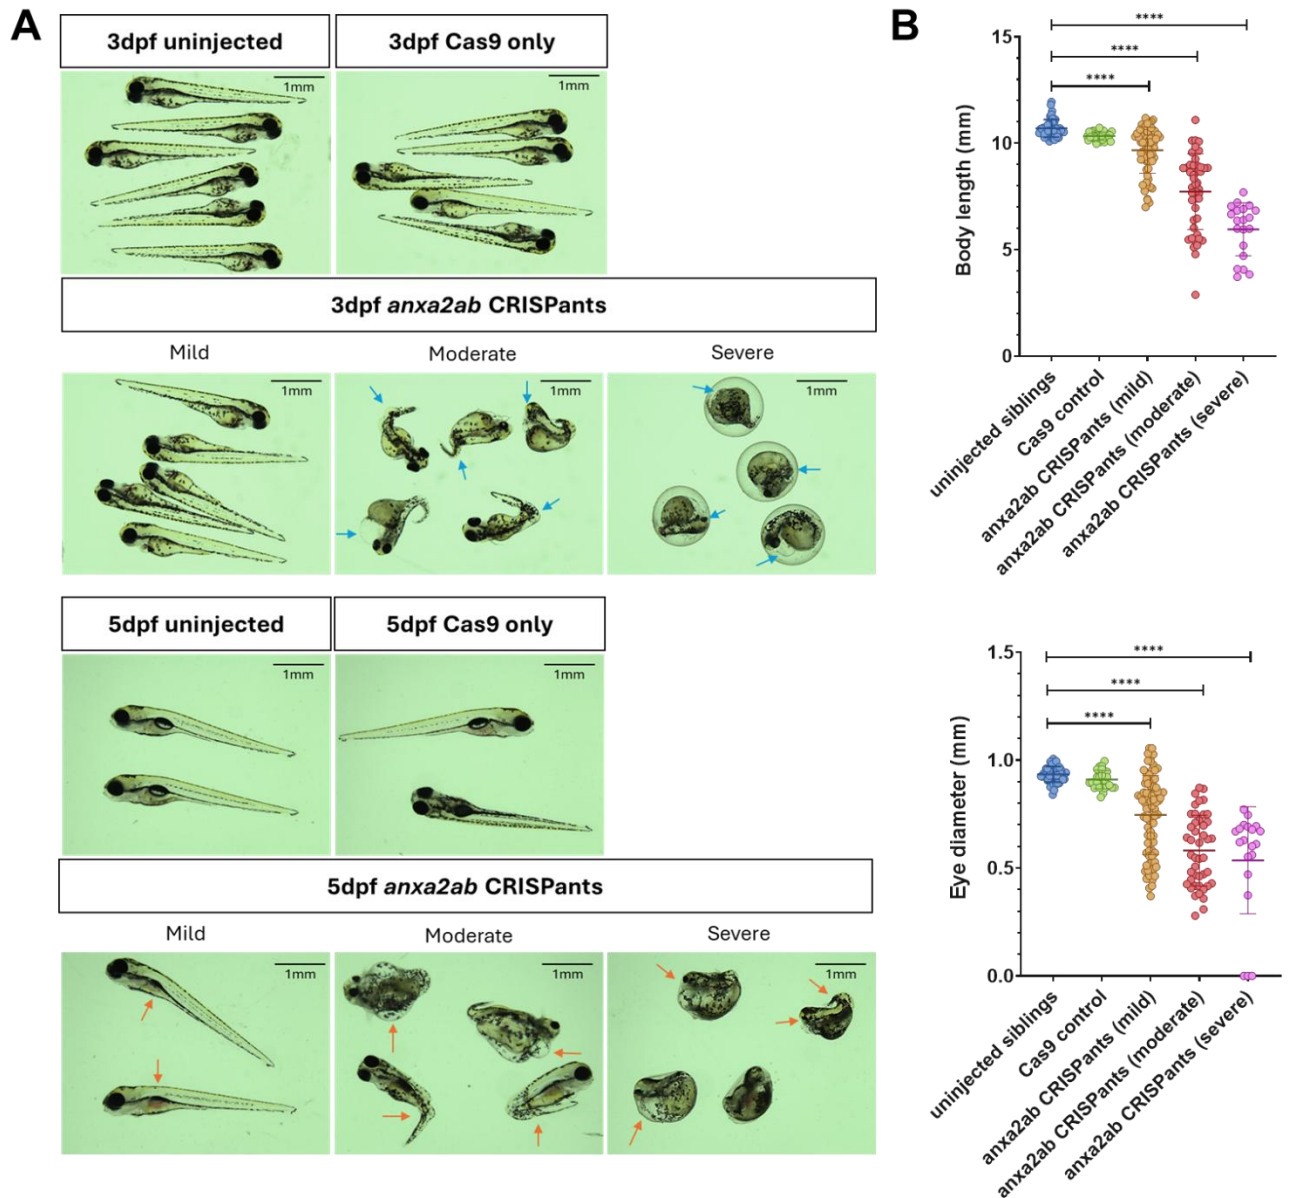 A
3dpf uninjected
3dpf Cas9 only
1mm
1mm
3dpf anxa2ab CRISPants
Mild
Moderate
Severe
1mm
1mm
1mm
5dpf uninjected
5dpf Cas9 only
1mm
1mm
5dpf anxa2ab CRISPants
Mild
Moderate
Severe
1mm
1mm
1mm
B
****
****
****
15
10
5
0
Body length (mm)
uninjected siblings
Cas9 control
anxa2ab CRISPants (mild)
anxa2ab CRISPants (moderate)
anxa2ab CRISPants (severe)
****
****
****
1.5
1.0
0.5
0.0
Eye diameter (mm)
uninjected siblings
Cas9 control
anxa2ab CRISPants (mild)
anxa2ab CRISPants (moderate)
anxa2ab CRISPants (severe)